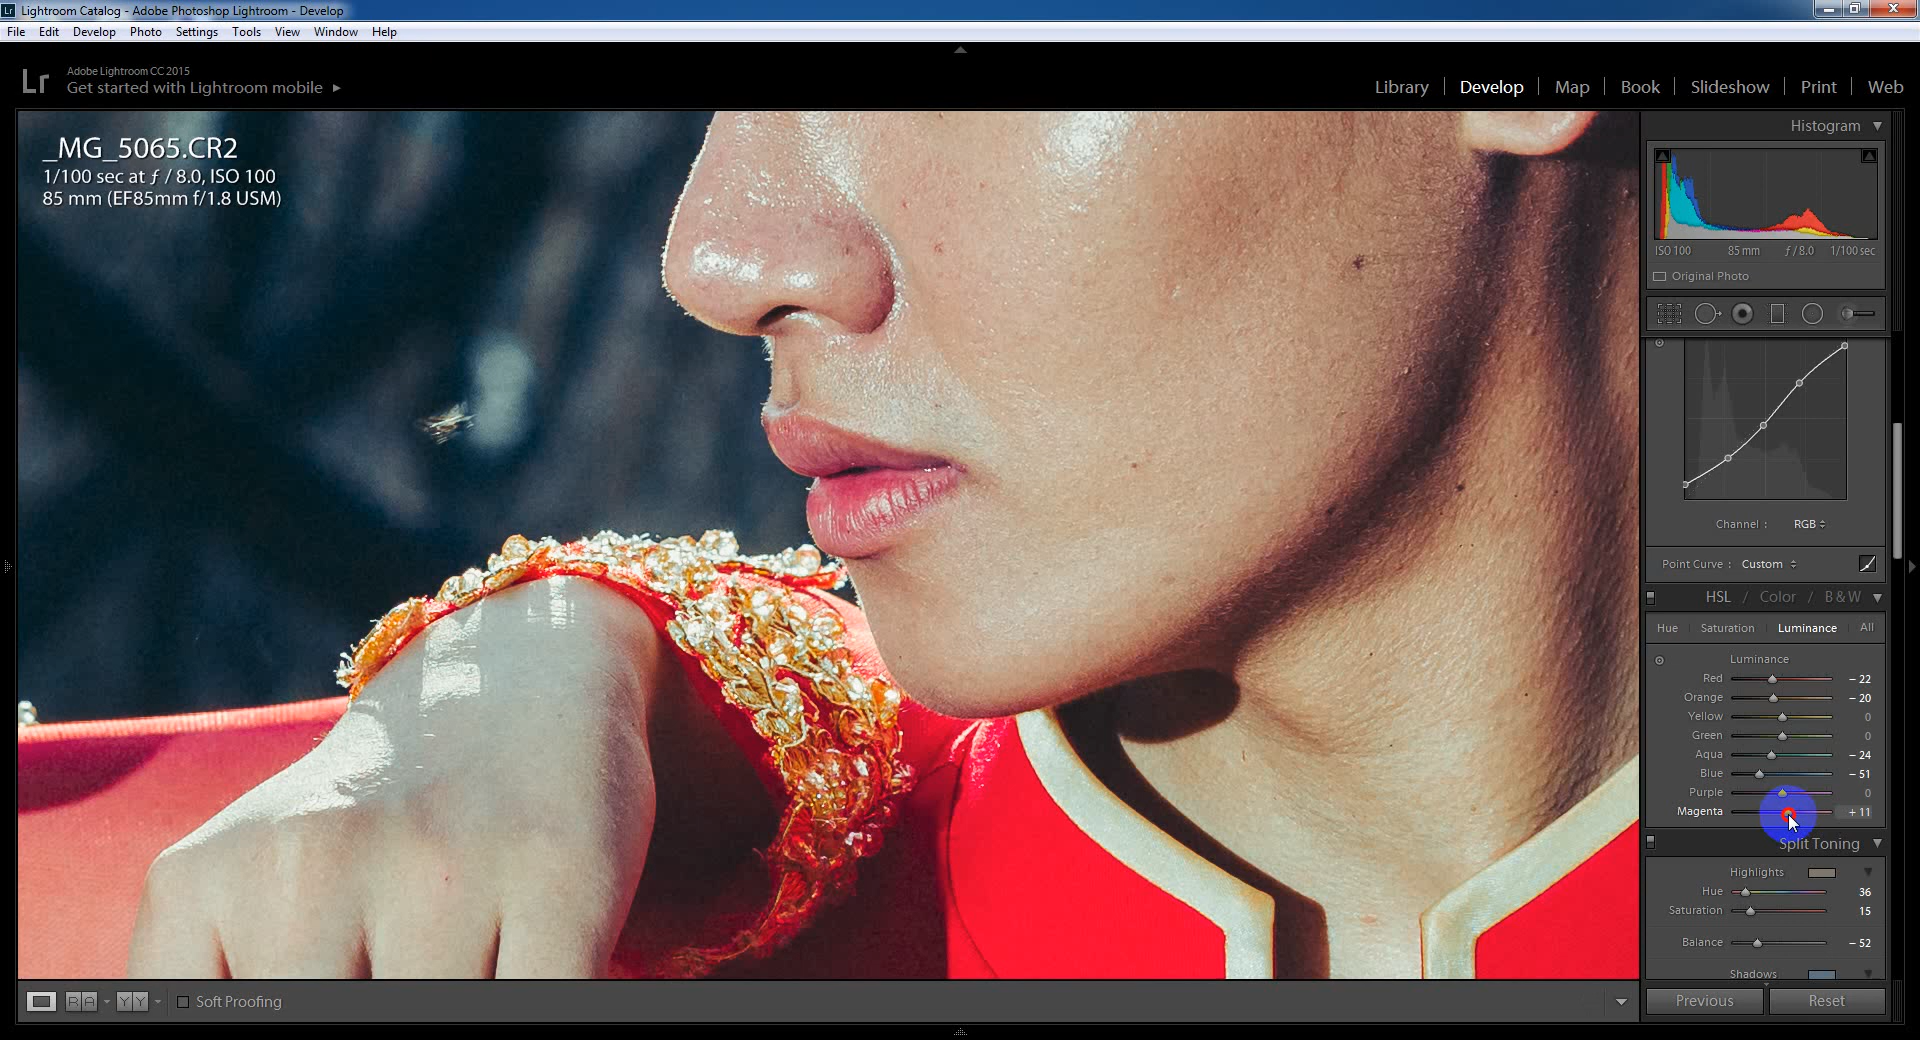 Lr Lightroom Catalog - Adobe Photoshop Lightroom - Develop
File Edit Develop Photo Settings Tools View Window Help
Lr Adobe Lightroom CC 2015
Get started with Lightroom mobile
Library Develop Map Book Slideshow Print Web
_MG_5065.CR2
1/100 sec at ƒ / 8.0, ISO 100
85 mm (EF85mm f/1.8 USM)
Histogram
ISO 100 85 mm ƒ / 8.0 1/100 sec
Original Photo
Channel : RGB
Point Curve : Custom
HSL / Color / B & W
Hue Saturation Luminance All
Luminance
Red – 22
Orange – 20
Yellow 0
Green 0
Aqua – 24
Blue – 51
Purple 0
Magenta + 11
Split Toning
Highlights
Hue 36
Saturation 15
Balance – 52
Shadows
Previous Reset
R A Y Y Soft Proofing